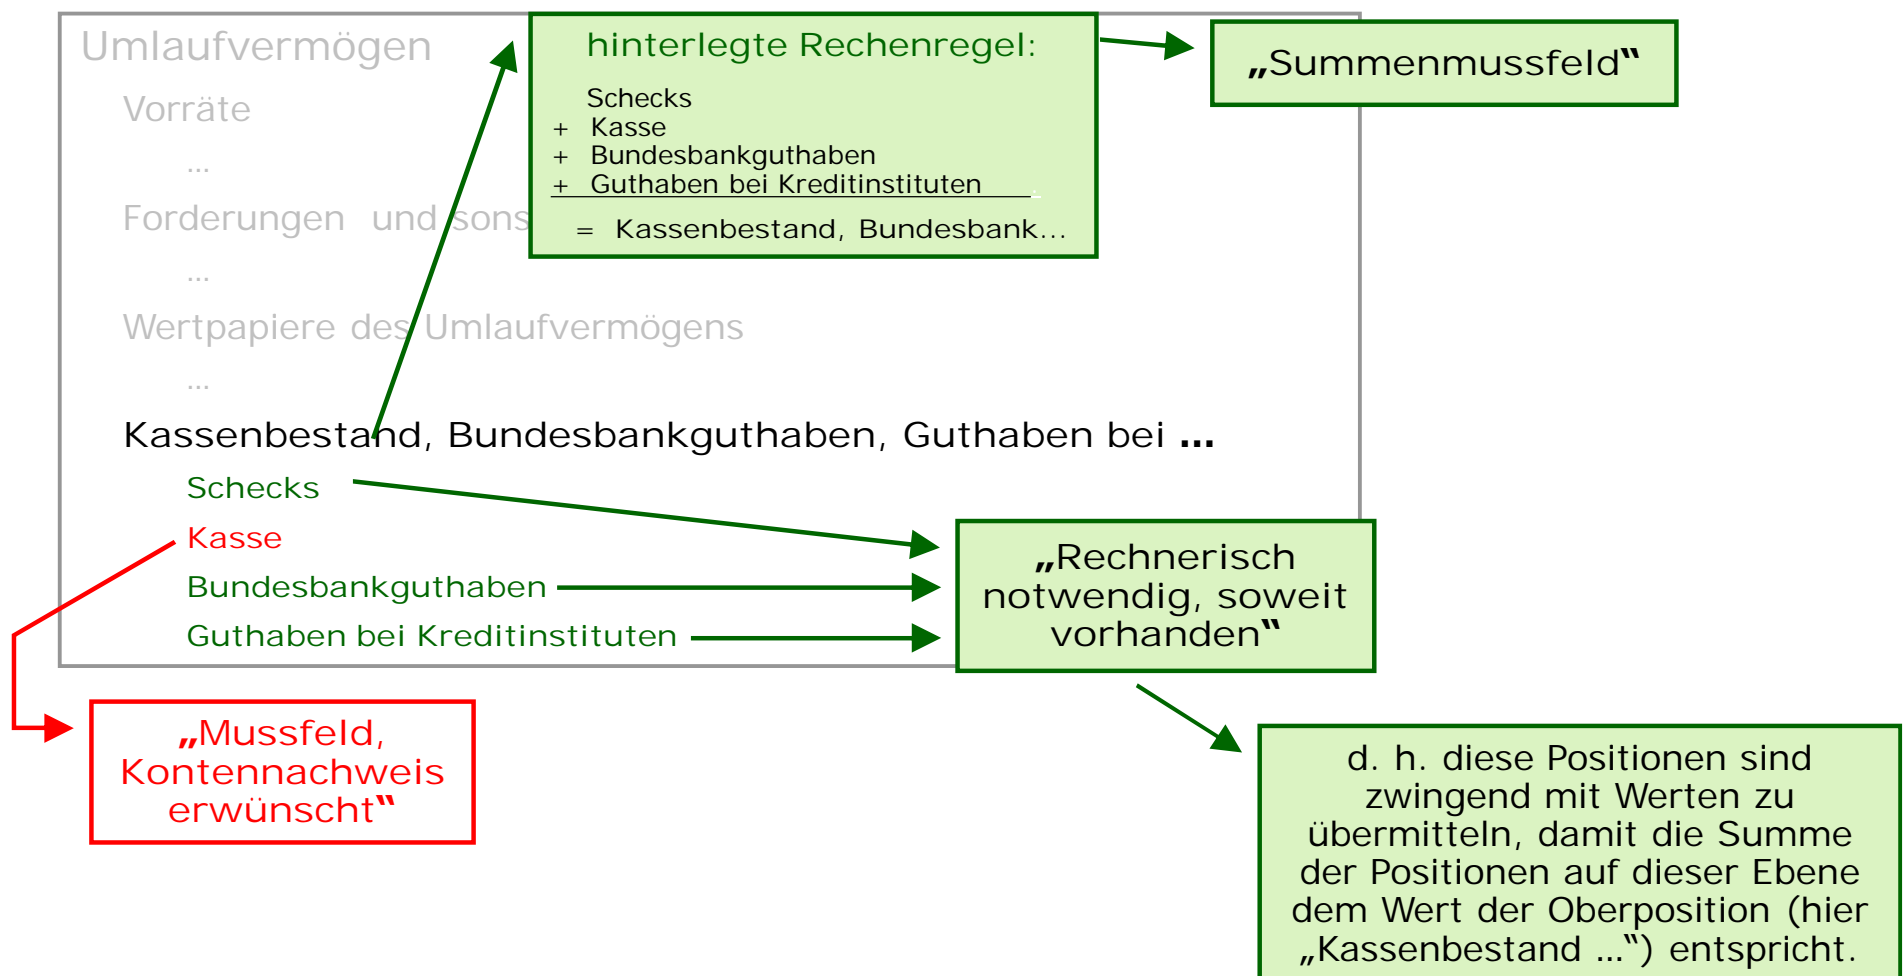 Umlaufvermögen
Vorräte
...
Forderungen und sons
...
Wertpapiere des Umlaufvermögens
...
Kassenbestand, Bundesbankguthaben, Guthaben bei ...
Schecks
Kasse
Bundesbankguthaben
Guthaben bei Kreditinstituten
hinterlegte Rechenregel:
Schecks
+ Kasse
+ Bundesbankguthaben
+ Guthaben bei Kreditinstituten
= Kassenbestand, Bundesbank...
„Summenmussfeld“
„Rechnerisch
notwendig, soweit
vorhanden“
„Mussfeld,
Kontennachweis
erwünscht“
d. h. diese Positionen sind
zwingend mit Werten zu
übermitteln, damit die Summe
der Positionen auf dieser Ebene
dem Wert der Oberposition (hier
„Kassenbestand ...“) entspricht.